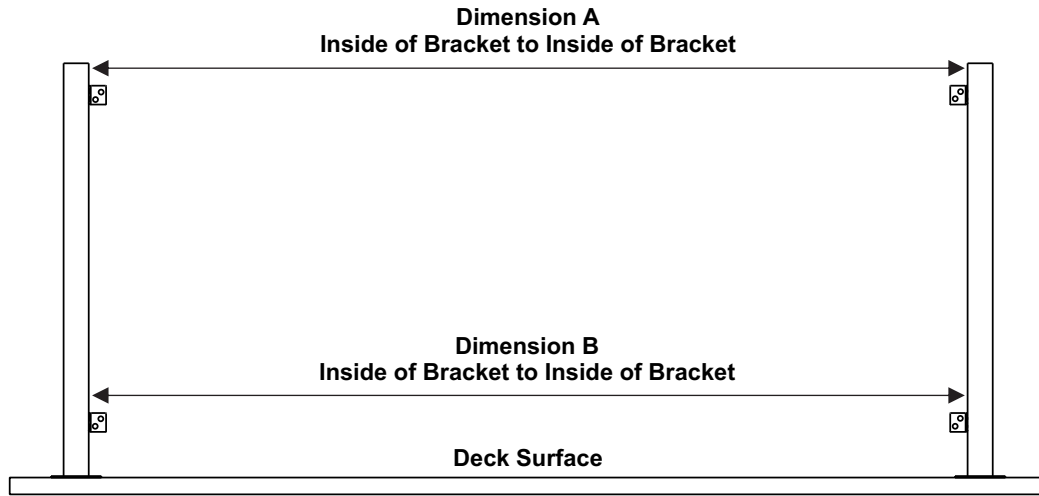 Dimension A
Inside of Bracket to Inside of Bracket
Dimension B
Inside of Bracket to Inside of Bracket
Deck Surface